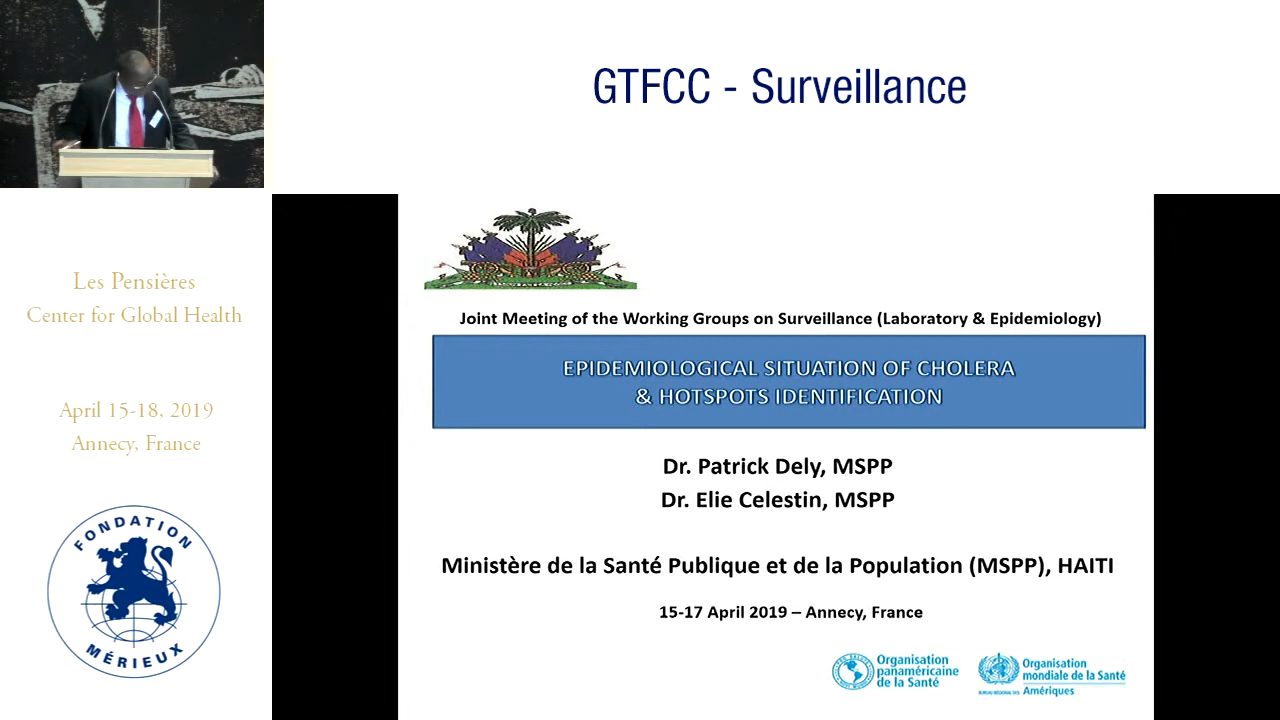 GTFCC - Surveillance
Les Pensières
Center for Global Health
April 15-18, 2019
Annecy, France
FONDATION
MÉRIEUX
Joint Meeting of the Working Groups on Surveillance (Laboratory & Epidemiology)
EPIDEMIOLOGICAL SITUATION OF CHOLERA
& HOTSPOTS IDENTIFICATION
Dr. Patrick Dely, MSPP
Dr. Elie Celestin, MSPP
Ministère de la Santé Publique et de la Population (MSPP), HAITI
15-17 April 2019 – Annecy, France
Organisation
panaméricaine
de la Santé
Organisation
mondiale de la Santé
BUREAU RÉGIONAL DES Amériques